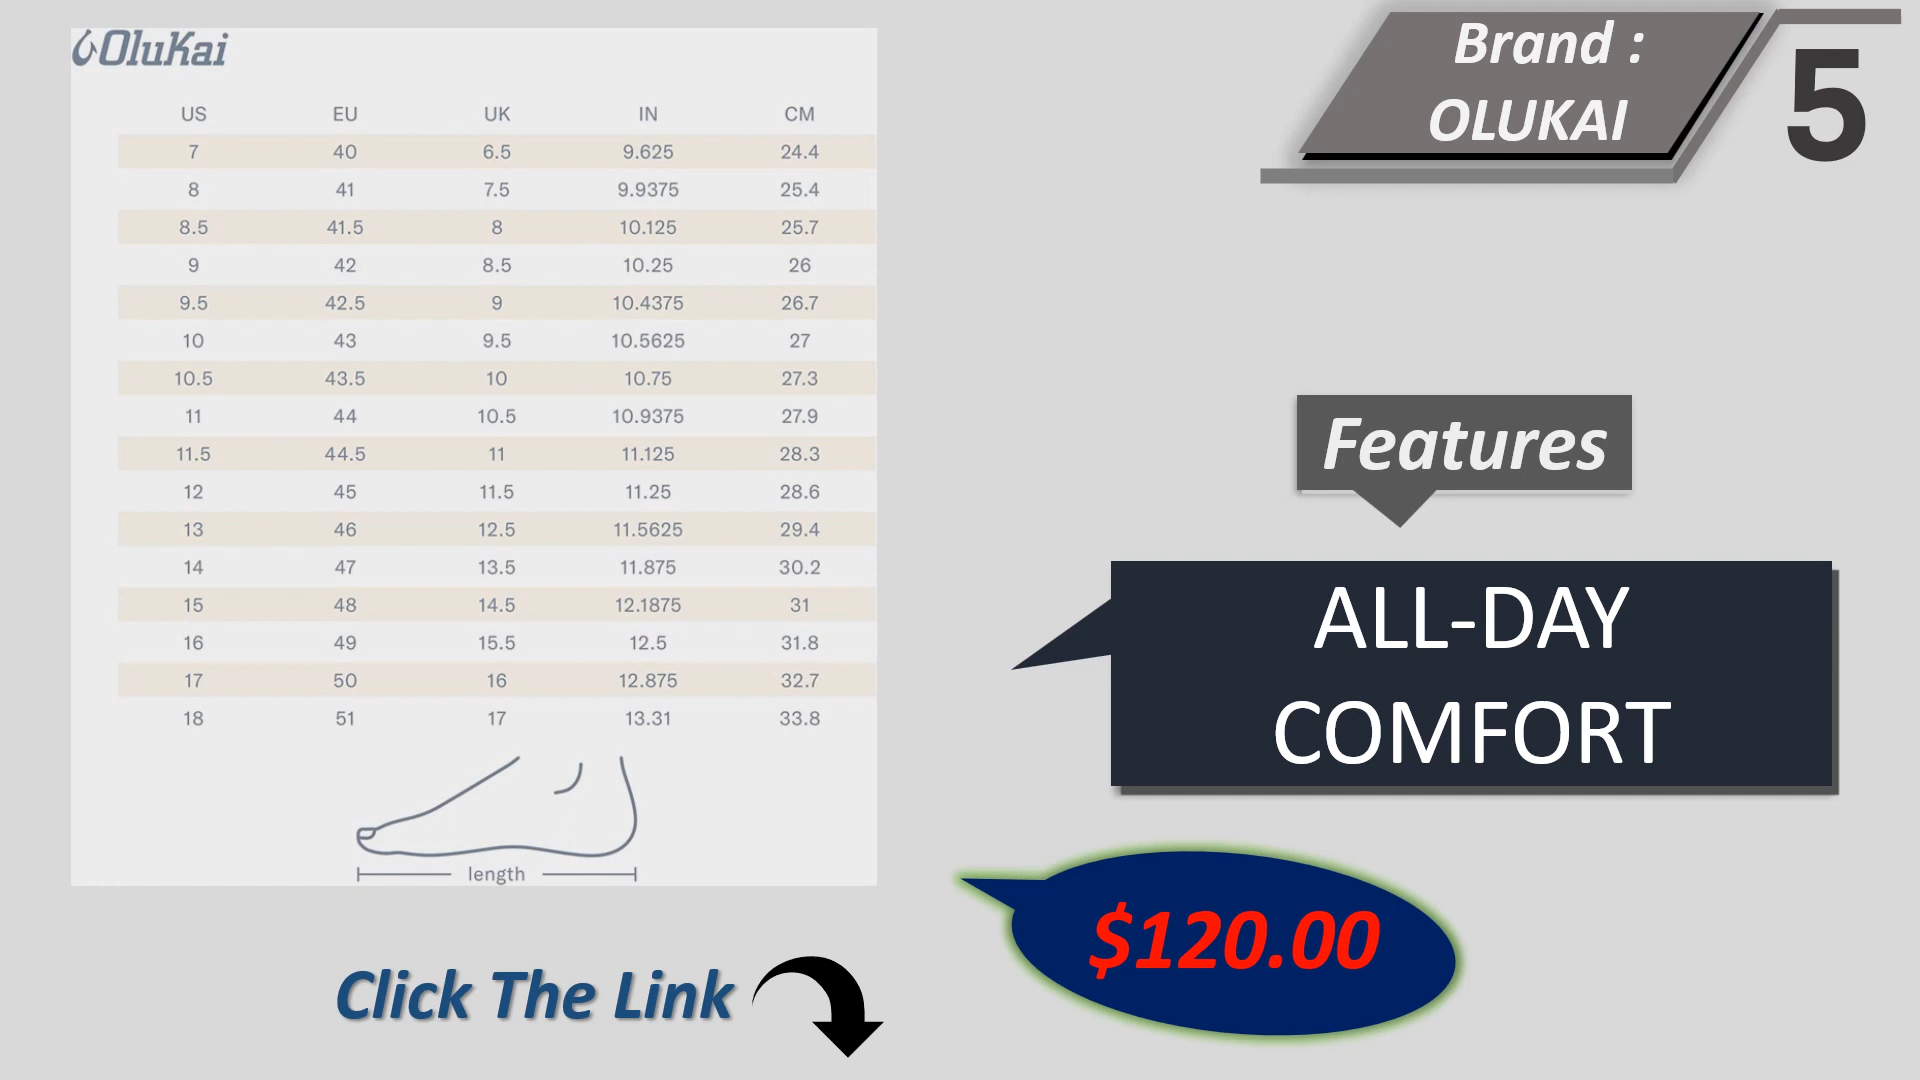 OluKai
US EU UK IN CM
7 40 6.5 9.625 24.4
8 41 7.5 9.9375 25.4
8.5 41.5 8 10.125 25.7
9 42 8.5 10.25 26
9.5 42.5 9 10.4375 26.7
10 43 9.5 10.5625 27
10.5 43.5 10 10.75 27.3
11 44 10.5 10.9375 27.9
11.5 44.5 11 11.125 28.3
12 45 11.5 11.25 28.6
13 46 12.5 11.5625 29.4
14 47 13.5 11.875 30.2
15 48 14.5 12.1875 31
16 49 15.5 12.5 31.8
17 50 16 12.875 32.7
18 51 17 13.31 33.8
length
Click The Link
Brand :
OLUKAI
5
Features
ALL-DAY
COMFORT
$120.00